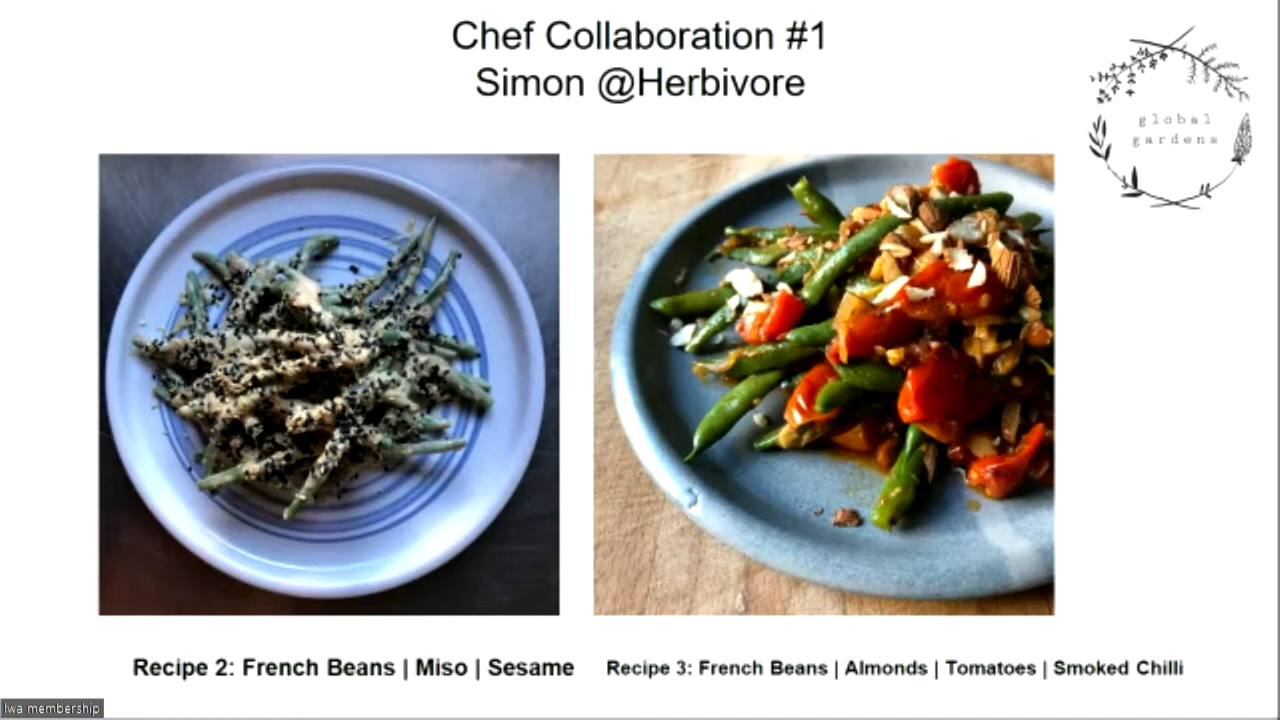 Chef Collaboration #1
Simon @Herbivore
global
gardens
Recipe 2: French Beans | Miso | Sesame
Recipe 3: French Beans | Almonds | Tomatoes | Smoked Chilli
lwa membership